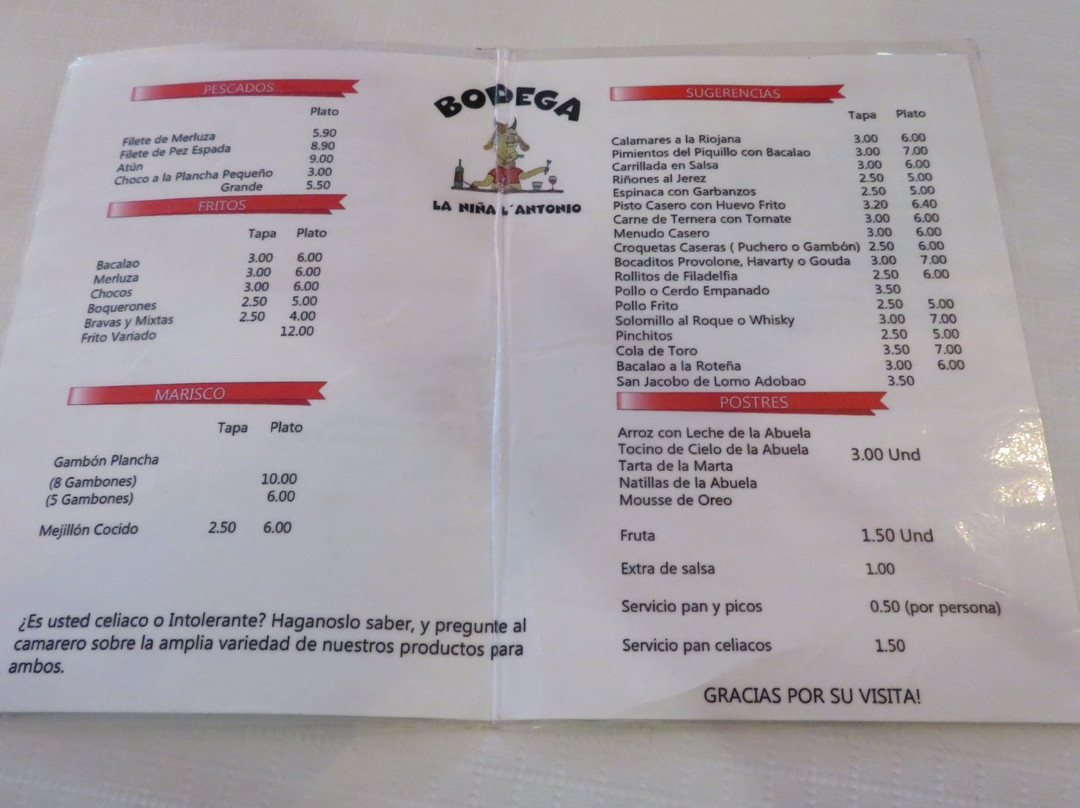 PESCADOS
Plato
Filete de Merluza 5.90
Filete de Pez Espada 8.90
Atún 9.00
Choco a la Plancha Pequeño 3.00
Grande 5.50
FRITOS
Tapa Plato
Bacalao 3.00 6.00
Merluza 3.00 6.00
Chocos 3.00 6.00
Boquerones 2.50 5.00
Bravas y Mixtas 2.50 4.00
Frito Variado 12.00
MARISCO
Tapa Plato
Gambón Plancha
(8 Gambones) 10.00
(5 Gambones) 6.00
Mejillón Cocido 2.50 6.00
¿Es usted celiaco o Intolerante? Haganoslo saber, y pregunte al
camarero sobre la amplia variedad de nuestros productos para
ambos.
BODEGA
LA NIÑA L´ANTONIO
SUGERENCIAS
Tapa Plato
Calamares a la Riojana 3.00 6.00
Pimientos del Piquillo con Bacalao 3.00 7.00
Carrillada en Salsa 3.00 6.00
Riñones al Jerez 2.50 5.00
Espinaca con Garbanzos 2.50 5.00
Pisto Casero con Huevo Frito 3.20 6.40
Carne de Ternera con Tomate 3.00 6.00
Menudo Casero 3.00 6.00
Croquetas Caseras ( Puchero o Gambón) 2.50 6.00
Bocaditos Provolone, Havarty o Gouda 3.00 7.00
Rollitos de Filadelfia 2.50 6.00
Pollo o Cerdo Empanado 3.50
Pollo Frito 2.50 5.00
Solomillo al Roque o Whisky 3.00 7.00
Pinchitos 2.50 5.00
Cola de Toro 3.50 7.00
Bacalao a la Roteña 3.00 6.00
San Jacobo de Lomo Adobao 3.50
POSTRES
Arroz con Leche de la Abuela
Tocino de Cielo de la Abuela
3.00 Und
Tarta de la Marta
Natillas de la Abuela
Mousse de Oreo
Fruta 1.50 Und
Extra de salsa 1.00
Servicio pan y picos 0.50 (por persona)
Servicio pan celiacos 1.50
GRACIAS POR SU VISITA!